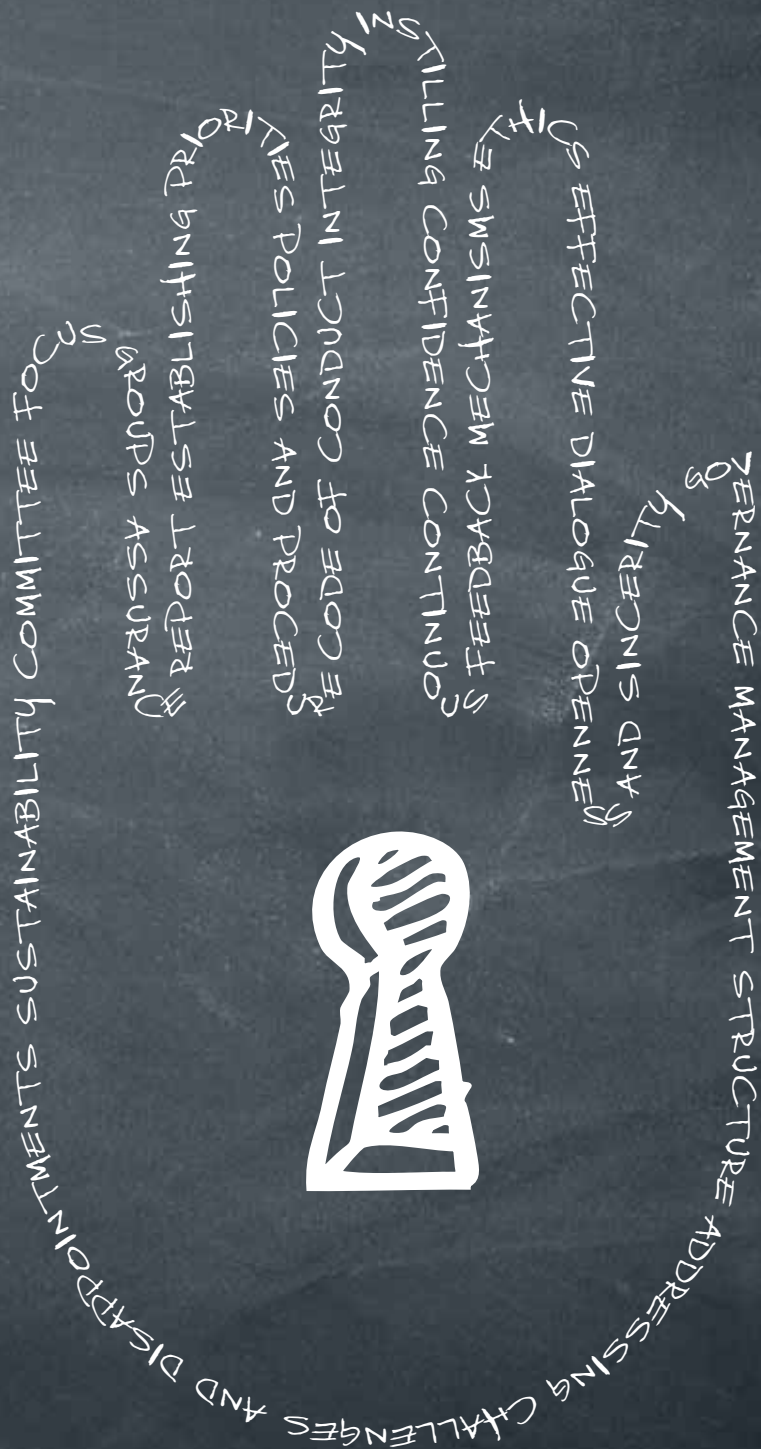 GOVERNANCE MANAGEMENT STRUCTURE ADDRESSING CHALLENGES AND DISAPPOINTMENTS SUSTAINABILITY COMMITTEE FOCUS GROUPS ASSURANCE REPORT ESTABLISHING PRIORITIES POLICIES AND PROCEDURES CODE OF CONDUCT INTEGRITY INSTILLING CONFIDENCE CONTINUOUS FEEDBACK MECHANISMS ETHICS EFFECTIVE DIALOGUE OPENNESS AND SINCERITY